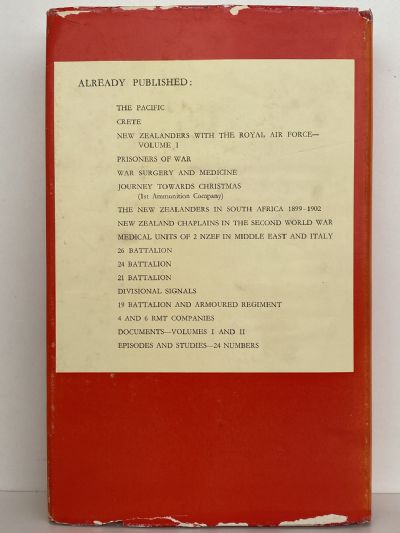 ALREADY PUBLISHED:
THE PACIFIC
CRETE
NEW ZEALANDERS WITH THE ROYAL AIR FORCE—
VOLUME I
PRISONERS OF WAR
WAR SURGERY AND MEDICINE
JOURNEY TOWARDS CHRISTMAS
(1st Ammunition Company)
THE NEW ZEALANDERS IN SOUTH AFRICA 1899-1902
NEW ZEALAND CHAPLAINS IN THE SECOND WORLD WAR
MEDICAL UNITS OF 2 NZEF IN MIDDLE EAST AND ITALY
26 BATTALION
24 BATTALION
21 BATTALION
DIVISIONAL SIGNALS
19 BATTALION AND ARMOURED REGIMENT
4 AND 6 RMT COMPANIES
DOCUMENTS—VOLUMES I AND II
EPISODES AND STUDIES—24 NUMBERS